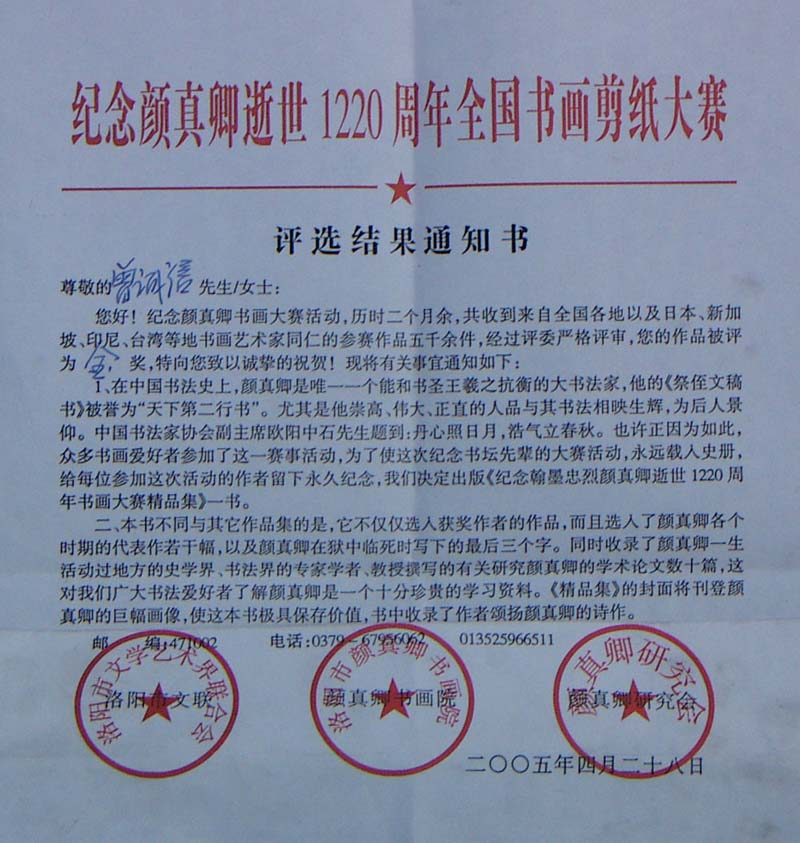 纪念颜真卿逝世1220周年全国书画剪纸大赛
评选结果通知书
尊敬的曾诚信先生/女士：
您好！纪念颜真卿书画大赛活动，历时二个月余，共收到来自全国各地以及日本、新加
坡、印尼、台湾等地书画艺术家同仁的参赛作品五千余件，经过评委严格评审，您的作品被评
为金奖，特向您致以诚挚的祝贺！现将有关事宜通知如下：
1、在中国书法史上，颜真卿是唯一一个能和书圣王羲之抗衡的大书法家，他的《祭侄文稿
书》被誉为“天下第二行书”。尤其是他崇高、伟大、正直的人品与其书法相映生辉，为后人景
仰。中国书法家协会副主席欧阳中石先生题到：丹心照日月，浩气立春秋。也许正因为如此，
众多书画爱好者参加了这一赛事活动，为了使这次纪念书坛先辈的大赛活动，永远载入史册，
给每位参加这次活动的作者留下永久纪念，我们决定出版《纪念翰墨忠烈颜真卿逝世1220周
年书画大赛精品集》一书。
二、本书不同与其它作品集的是，它不仅仅选入获奖作者的作品，而且选入了颜真卿各个
时期的代表作若干幅，以及颜真卿在狱中临死时写下的最后三个字。同时收录了颜真卿一生
活动过地方的史学界、书法界的专家学者、教授撰写的有关研究颜真卿的学术论文数十篇，这
对我们广大书法爱好者了解颜真卿是一个十分珍贵的学习资料。《精品集》的封面将刊登颜
真卿的巨幅画像，使这本书极具保存价值，书中收录了作者颂扬颜真卿的诗作。
邮 编：471002 电话：0379－67956062 013525966511
洛阳市文联 颜真卿书画院 颜真卿研究会
洛阳市文学艺术界联合会
洛阳市颜真卿书画院
颜真卿研究会
二〇〇五年四月二十八日